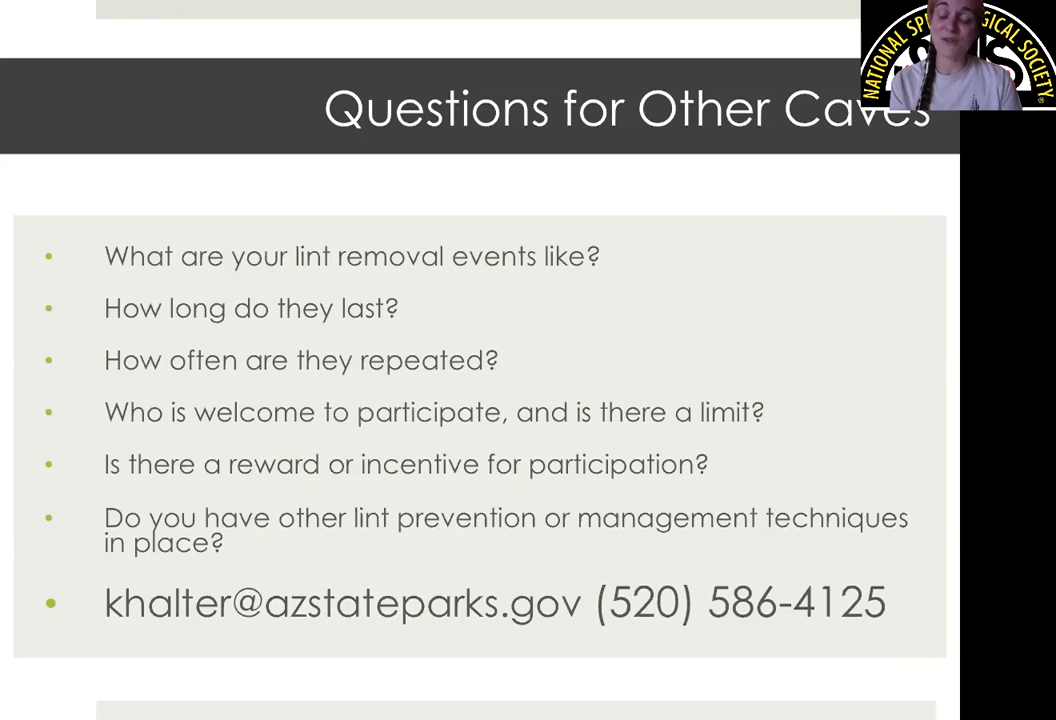 NATIONAL SP
GICAL SOCIETY
Questions for Other Caves
• What are your lint removal events like?
• How long do they last?
• How often are they repeated?
• Who is welcome to participate, and is there a limit?
• Is there a reward or incentive for participation?
• Do you have other lint prevention or management techniques
in place?
• khalter@azstateparks.gov (520) 586-4125